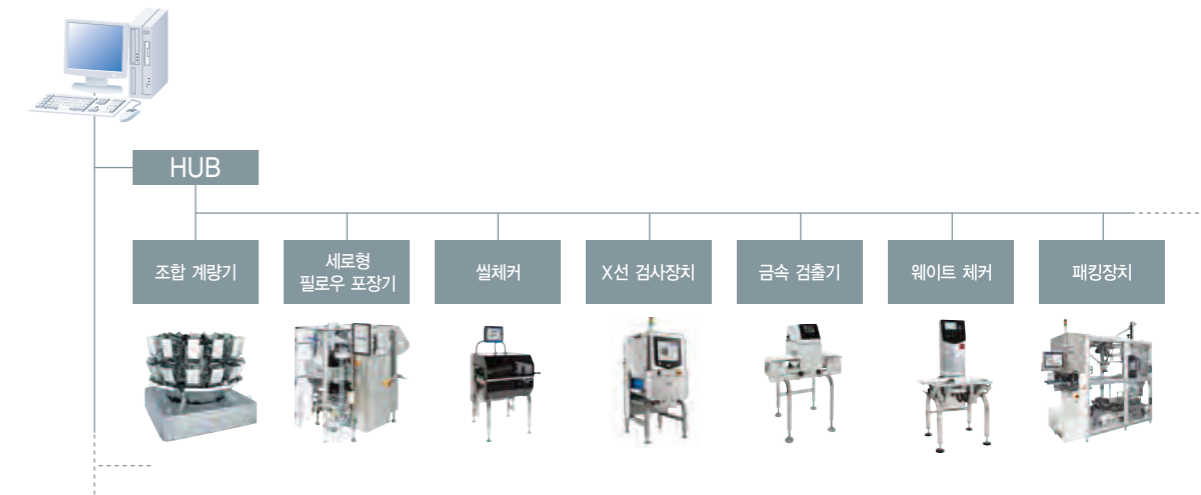 HUB
조합 계량기
세로형
필로우 포장기
씰체커
X선 검사장치
금속 검출기
웨이트 체커
패킹장치